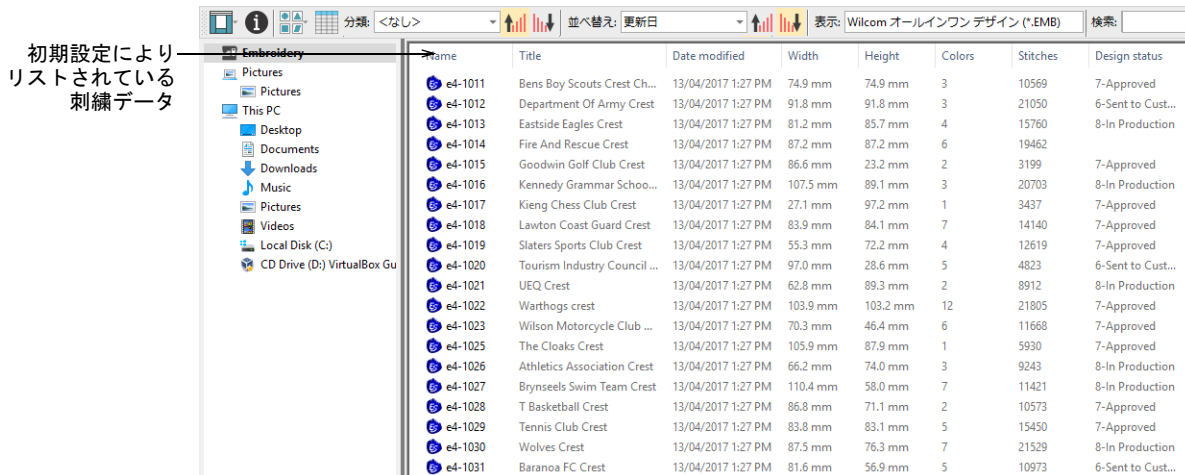 分類: <なし> 並べ替え: 更新日 表示: Wilcom オールインワン デザイン (*.EMB) 検索:
初期設定により
リストされている
刺繍データ
Embroidery
Pictures
Pictures
This PC
Desktop
Documents
Downloads
Music
Pictures
Videos
Local Disk (C:)
CD Drive (D:) VirtualBox Gu
Name Title Date modified Width Height Colors Stitches Design status
e4-1011 Bens Boy Scouts Crest Ch... 13/04/2017 1:27 PM 74.9 mm 74.9 mm 3 10569 7-Approved
e4-1012 Department Of Army Crest 13/04/2017 1:27 PM 91.8 mm 91.8 mm 3 21050 6-Sent to Cust...
e4-1013 Eastside Eagles Crest 13/04/2017 1:27 PM 81.2 mm 85.7 mm 4 15760 8-In Production
e4-1014 Fire And Rescue Crest 13/04/2017 1:27 PM 87.2 mm 87.2 mm 6 19462
e4-1015 Goodwin Golf Club Crest 13/04/2017 1:27 PM 86.6 mm 23.2 mm 2 3199 7-Approved
e4-1016 Kennedy Grammar Schoo... 13/04/2017 1:27 PM 107.5 mm 89.1 mm 3 20703 8-In Production
e4-1017 Kieng Chess Club Crest 13/04/2017 1:27 PM 27.1 mm 97.2 mm 1 3437 7-Approved
e4-1018 Lawton Coast Guard Crest 13/04/2017 1:27 PM 83.9 mm 84.1 mm 7 14140 7-Approved
e4-1019 Slaters Sports Club Crest 13/04/2017 1:27 PM 55.3 mm 72.2 mm 4 12619 7-Approved
e4-1020 Tourism Industry Council ... 13/04/2017 1:27 PM 97.0 mm 28.6 mm 5 4823 6-Sent to Cust...
e4-1021 UEQ Crest 13/04/2017 1:27 PM 62.8 mm 89.3 mm 2 8912 8-In Production
e4-1022 Warthogs crest 13/04/2017 1:27 PM 103.9 mm 103.2 mm 12 21805 7-Approved
e4-1023 Wilson Motorcycle Club ... 13/04/2017 1:27 PM 70.3 mm 46.4 mm 6 11668 7-Approved
e4-1025 The Cloaks Crest 13/04/2017 1:27 PM 105.9 mm 87.9 mm 1 5930 7-Approved
e4-1026 Athletics Association Crest 13/04/2017 1:27 PM 66.2 mm 74.0 mm 3 9243 8-In Production
e4-1027 Brynseels Swim Team Crest 13/04/2017 1:27 PM 110.4 mm 58.0 mm 7 11421 8-In Production
e4-1028 T Basketball Crest 13/04/2017 1:27 PM 86.8 mm 71.1 mm 2 10573 7-Approved
e4-1029 Tennis Club Crest 13/04/2017 1:27 PM 83.8 mm 83.1 mm 5 15450 7-Approved
e4-1030 Wolves Crest 13/04/2017 1:27 PM 87.5 mm 76.3 mm 7 21529 8-In Production
e4-1031 Baranoa FC Crest 13/04/2017 1:27 PM 81.6 mm 56.9 mm 5 10973 6-Sent to Cust...